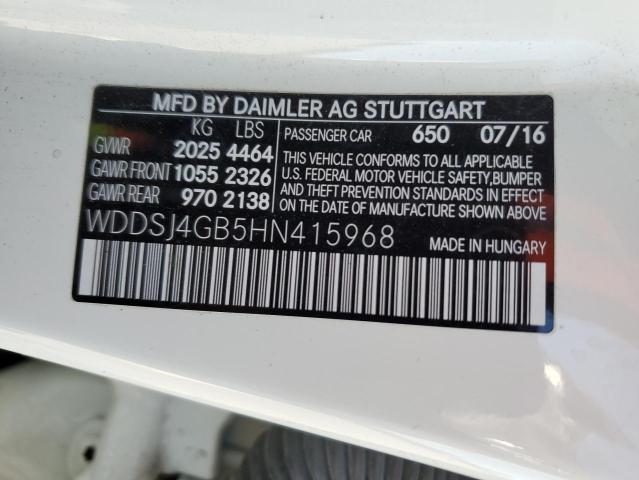 MFD BY DAIMLER AG STUTTGART
KG LBS
GVWR 2025 4464
GAWR FRONT 1055 2326
GAWR REAR 970 2138
PASSENGER CAR 650 07/16
THIS VEHICLE CONFORMS TO ALL APPLICABLE
U.S. FEDERAL MOTOR VEHICLE SAFETY,BUMPER
AND THEFT PREVENTION STANDARDS IN EFFECT
ON THE DATE OF MANUFACTURE SHOWN ABOVE.
WDDSJ4GB5HN415968
MADE IN HUNGARY